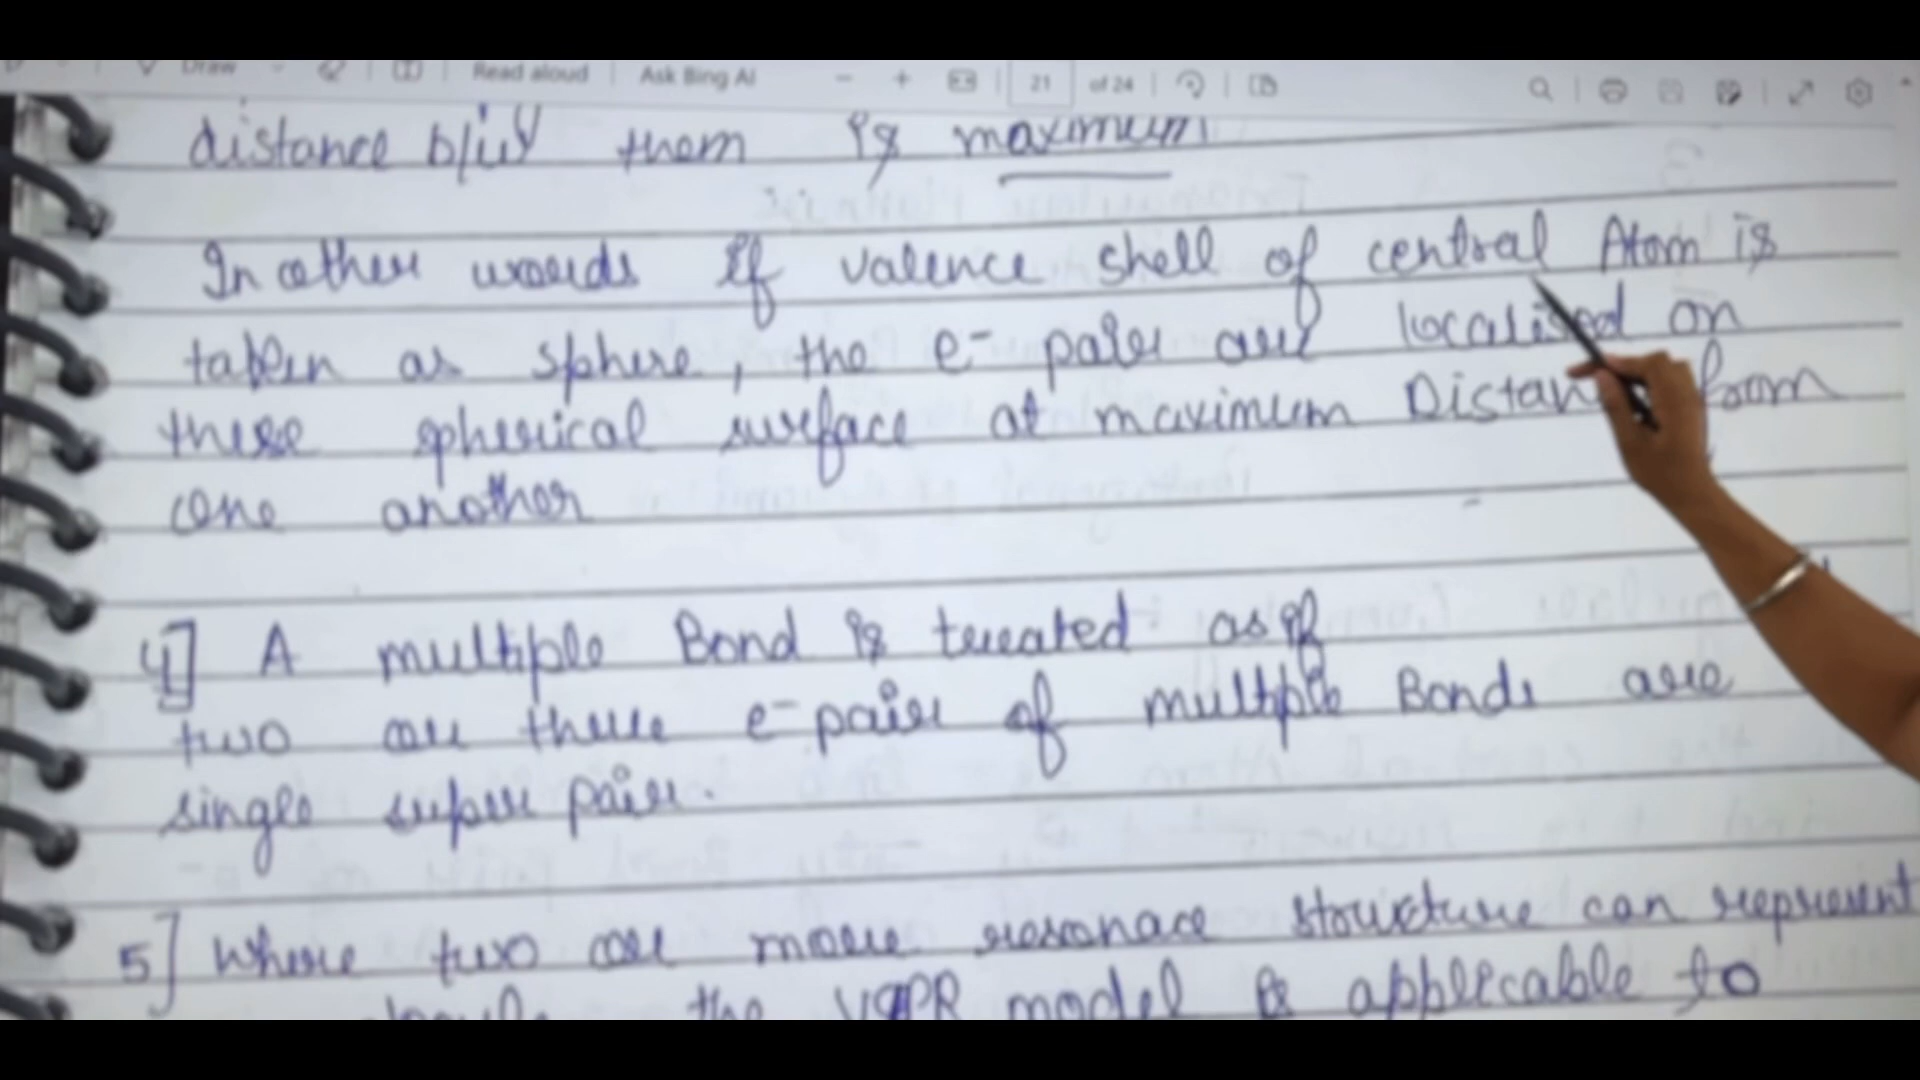 Draw
Read aloud
Ask Bing AI
21 of 24
distance b/w them is maximum
In other words if valence shell of central Atom is
taken as sphere, the e- pair are localised on
these spherical surface at maximum Distan from
one another
4] A multiple Bond is treated as if
two or three e- pair of multiple Bonds are
single super pair.
5] Where two or more resonace structure can represent
the VSPR model is applicable to